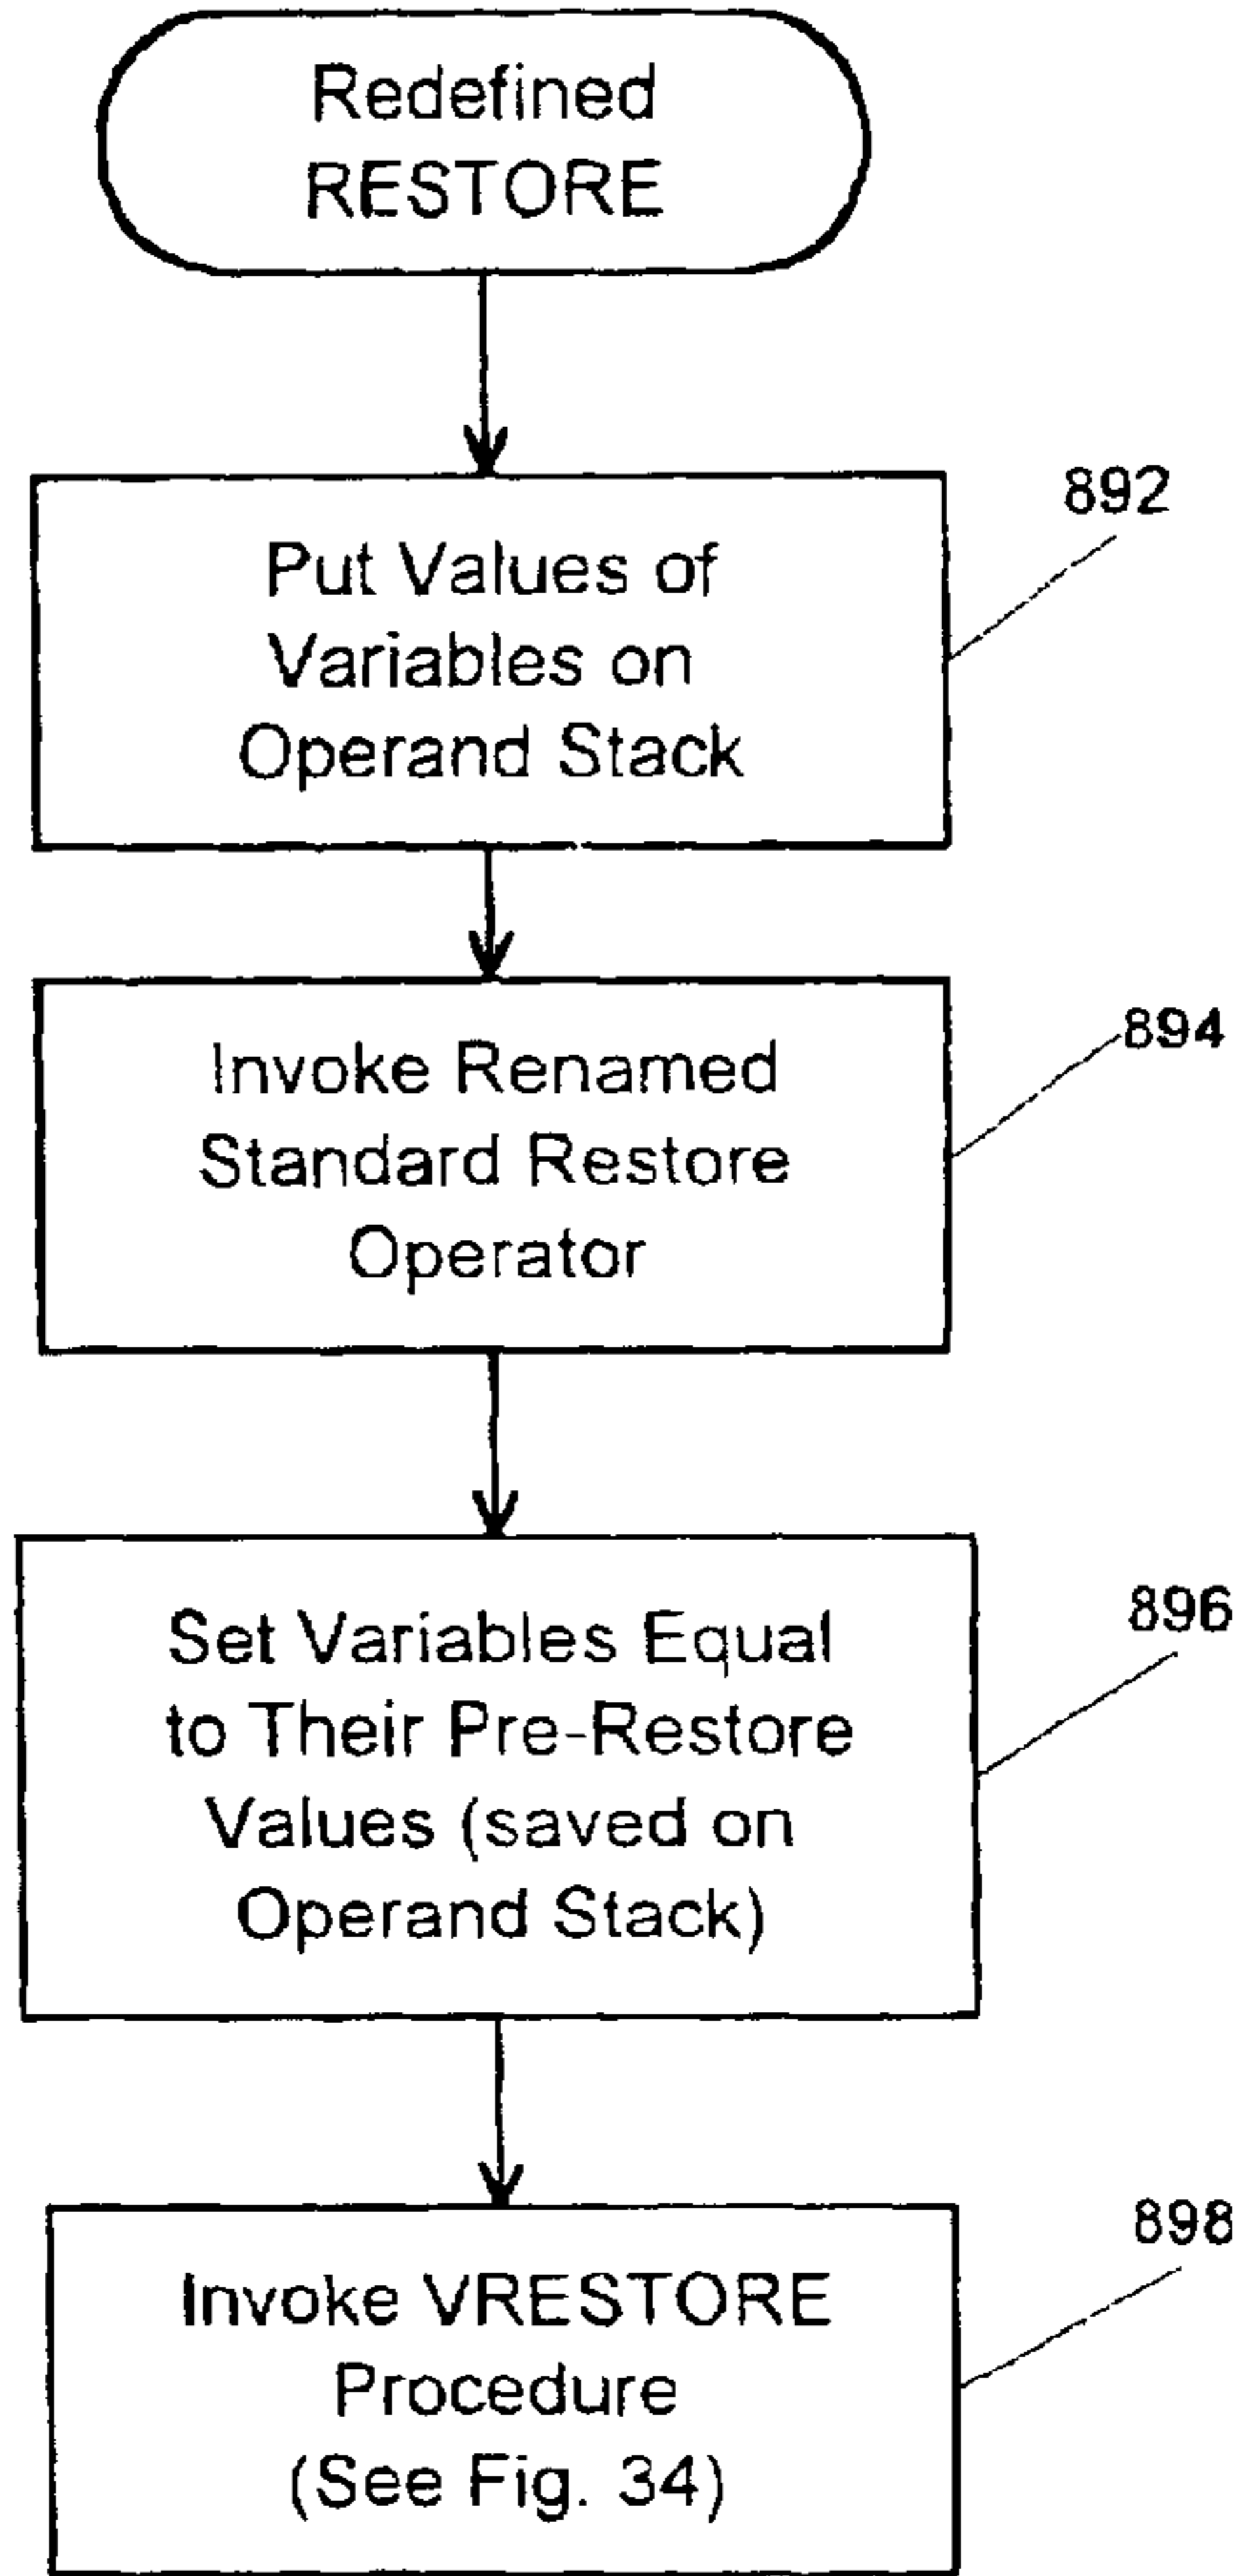 Redefined
RESTORE
892
Put Values of
Variables on
Operand Stack
894
Invoke Renamed
Standard Restore
Operator
896
Set Variables Equal
to Their Pre-Restore
Values (saved on
Operand Stack)
898
Invoke VRESTORE
Procedure
(See Fig. 34)